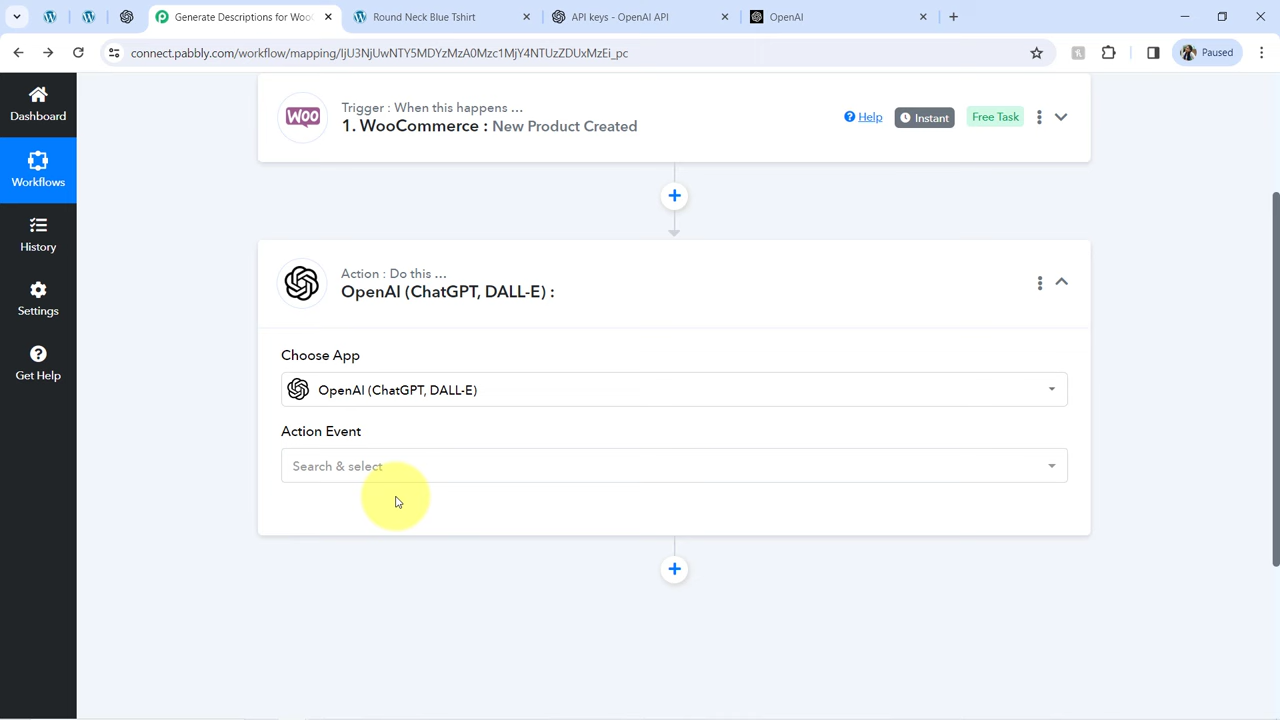 Generate Descriptions for WooC
Round Neck Blue Tshirt
API keys - OpenAI API
OpenAI
connect.pabbly.com/workflow/mapping/IjU3NjUwNTY5MDYzMzA0Mzc1MjY4NTUzZDUxMzEi_pc
Paused
Dashboard
Workflows
History
Settings
Get Help
WOO
Trigger : When this happens ...
1. WooCommerce : New Product Created
Help
Instant
Free Task
Action : Do this ...
OpenAI (ChatGPT, DALL-E) :
Choose App
OpenAI (ChatGPT, DALL-E)
Action Event
Search & select